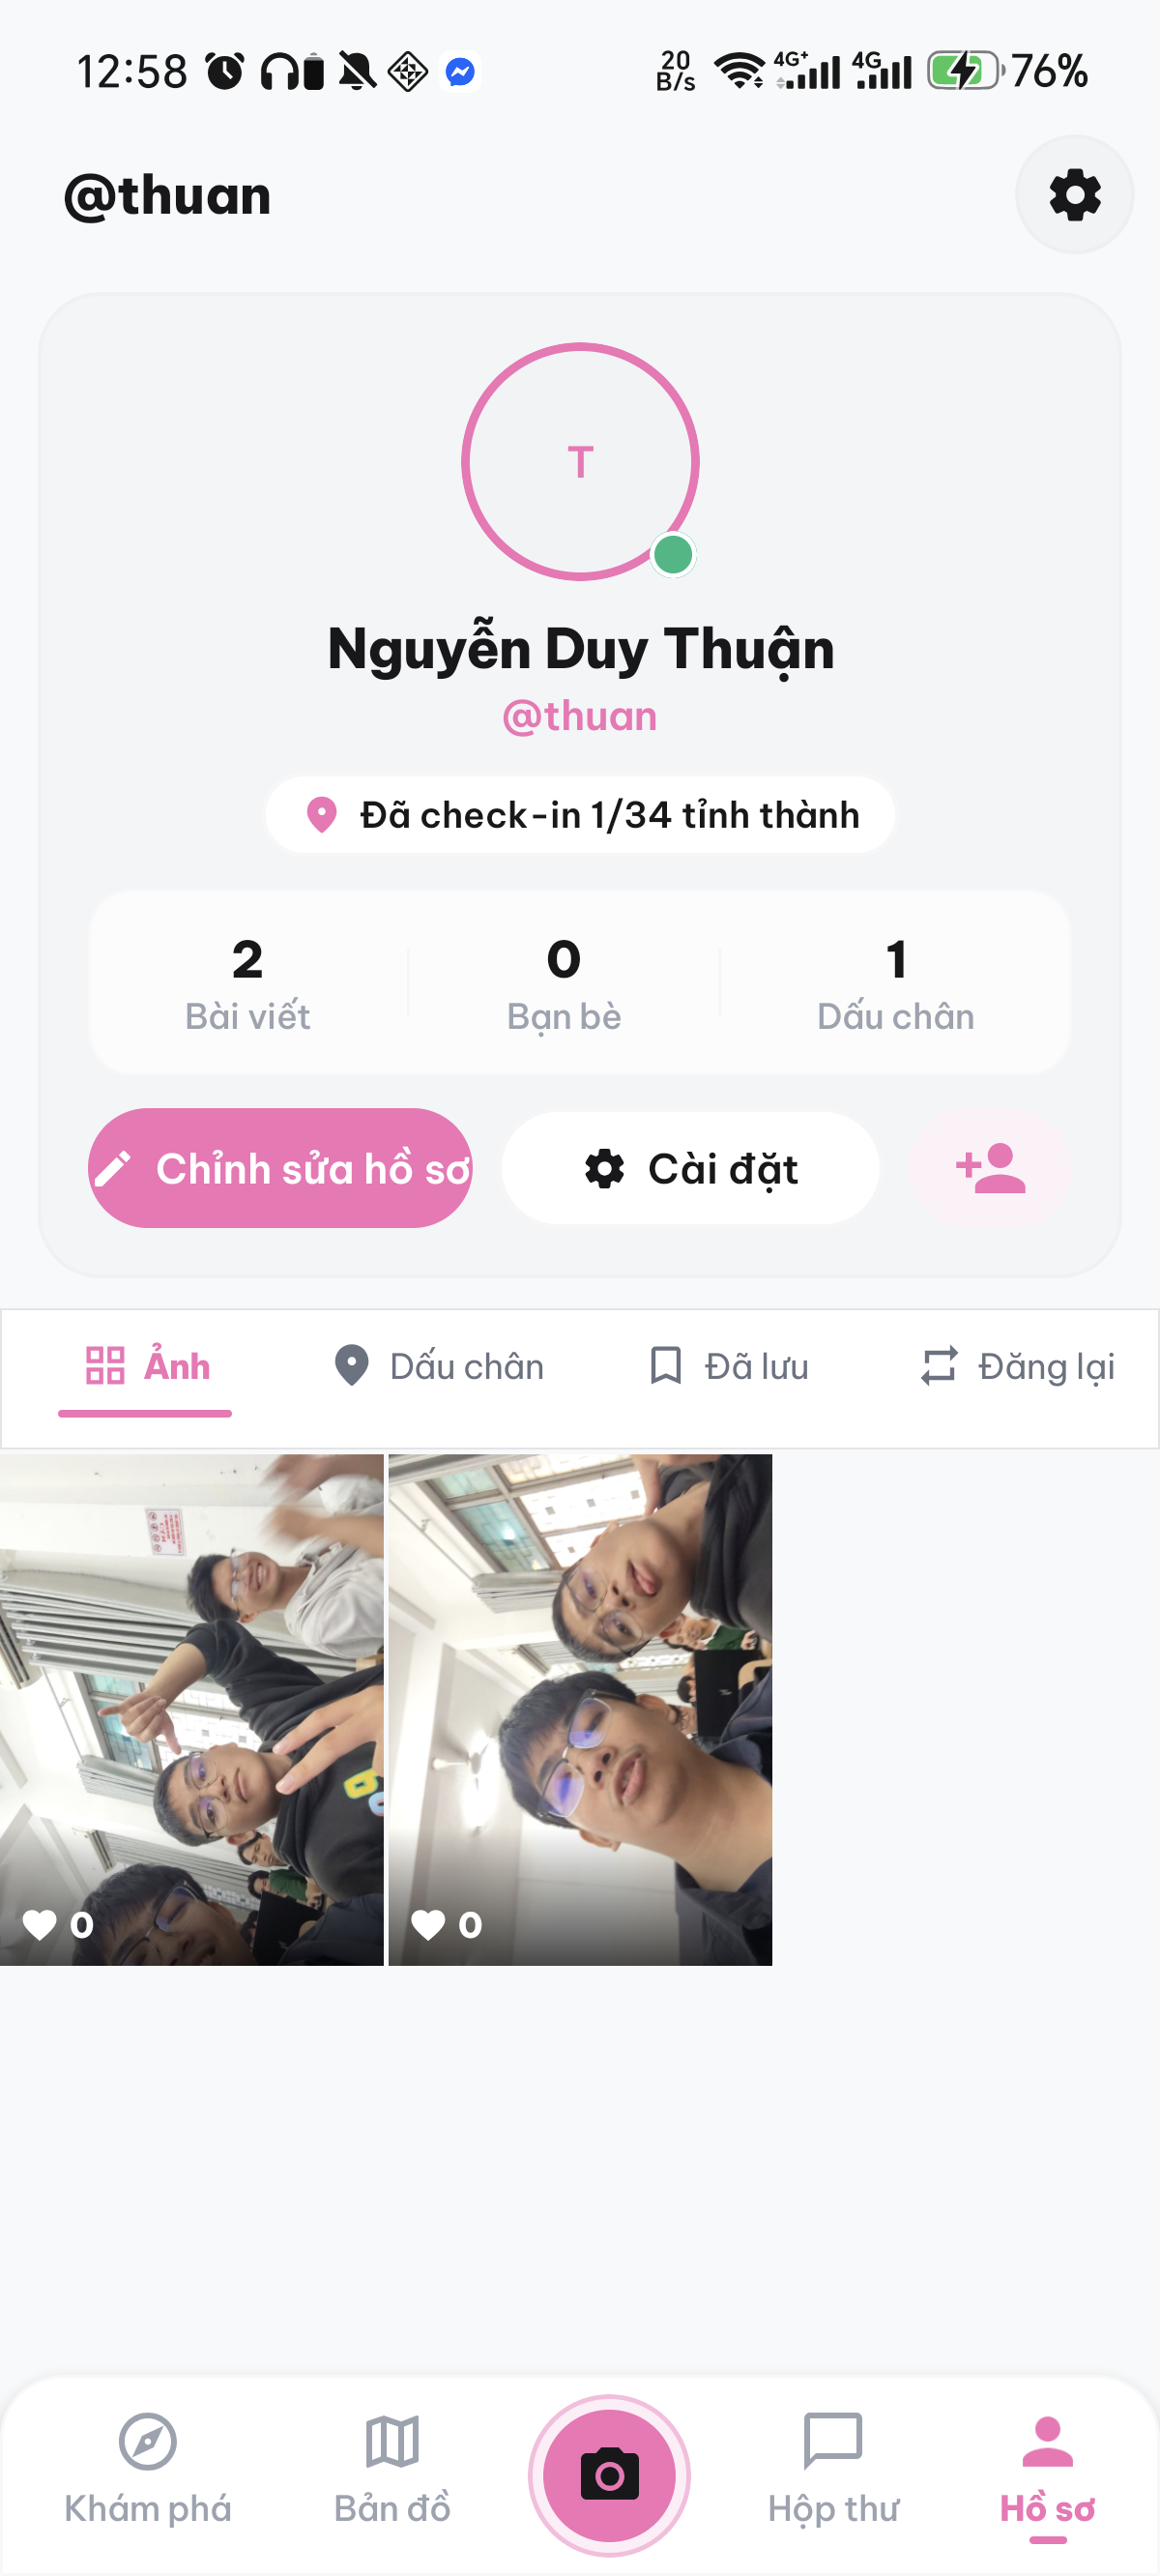 12:58
20 B/s
4G+
4G
76%
@thuan
T
Nguyễn Duy Thuận
@thuan
Đã check-in 1/34 tỉnh thành
2 0 1
Bài viết Bạn bè Dấu chân
Chỉnh sửa hồ sơ Cài đặt
Ảnh Dấu chân Đã lưu Đăng lại
0 0
Khám phá Bản đồ Hộp thư Hồ sơ